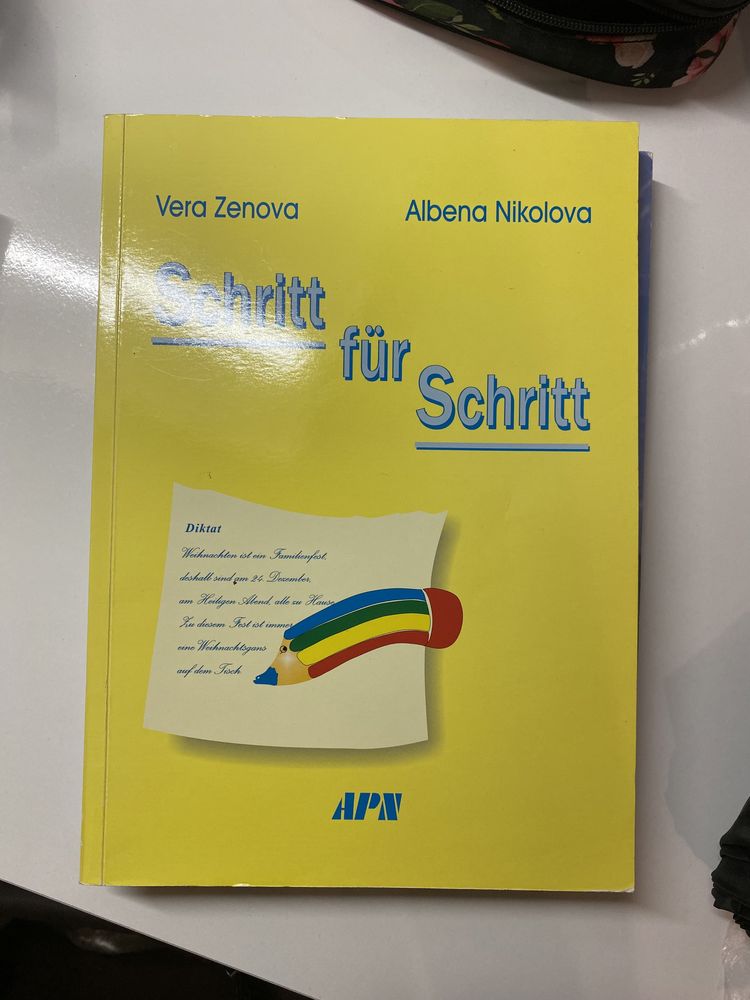 Vera Zenova
Albena Nikolova
Schritt
für
Schritt
Diktat
Weihnachten ist ein Familienfest,
deshalb sind am 24. Dezember,
am Heiligen Abend, alle zu Hause.
Zu diesem Fest ist immer
eine Weihnachtsgans
auf dem Tisch.
APN